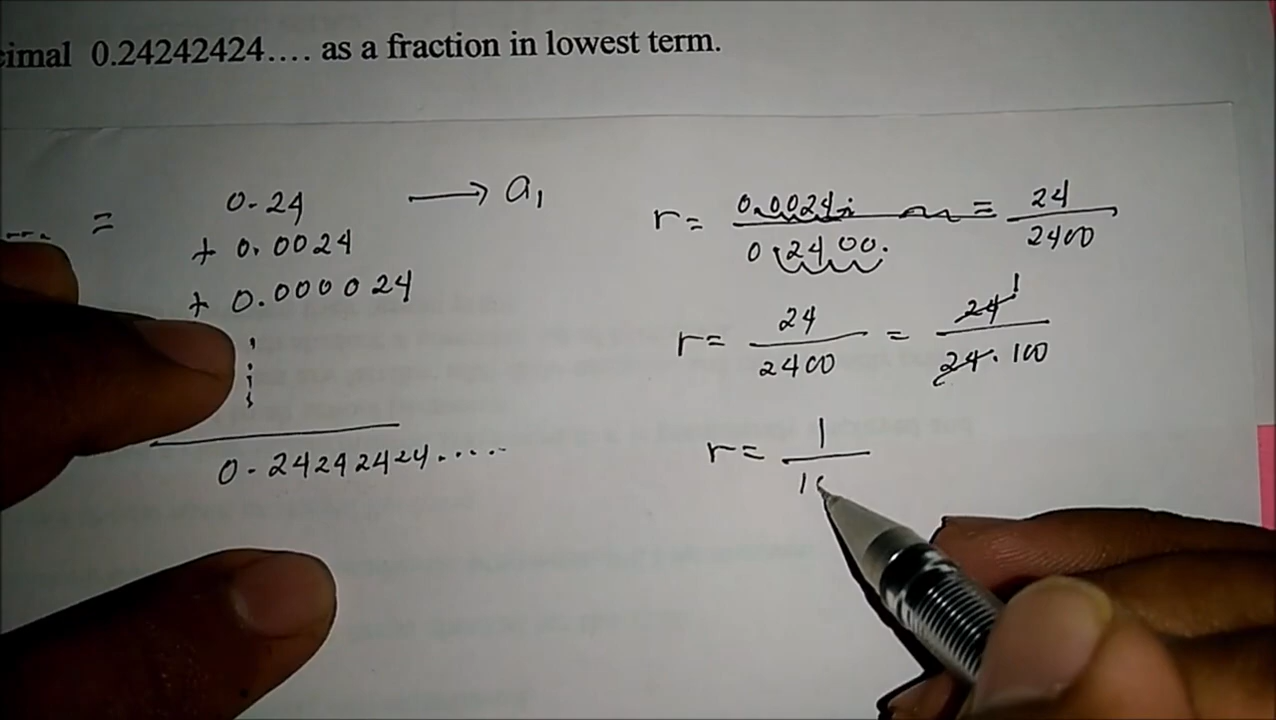 0.24242424.... as a fraction in lowest term.
= 0.24 → a₁
+ 0.0024
+ 0.000024
0.24242424.....
r = 0.0024 / 0.2400. = 24 / 2400
r = 24 / 2400 = 24 1 / 24. 100
r = 1 / 10